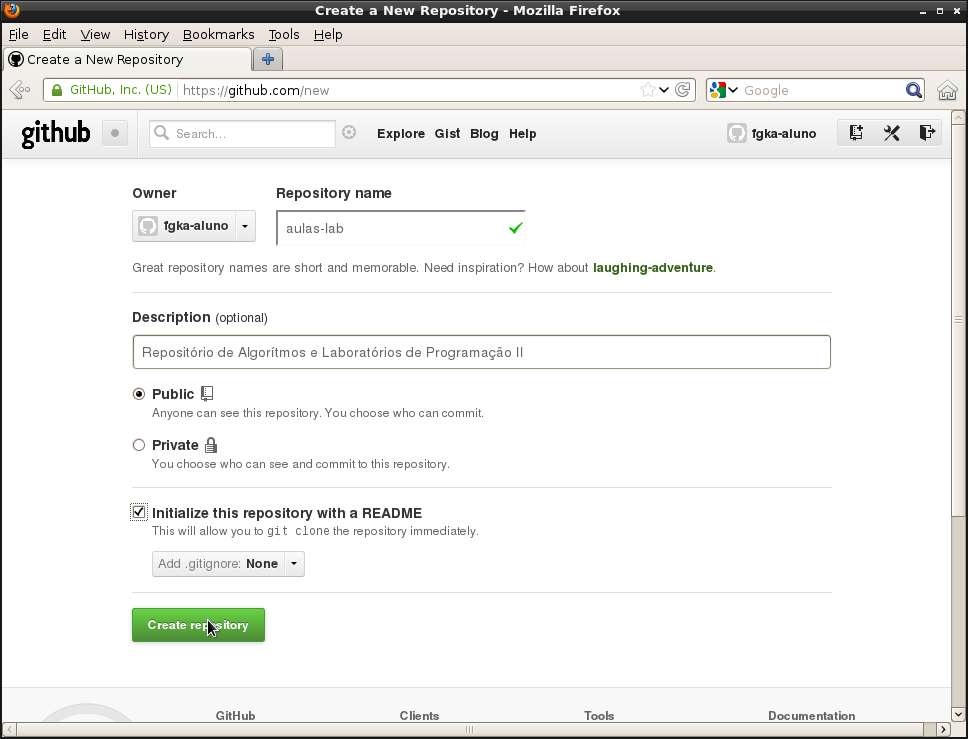 Create a New Repository - Mozilla Firefox
File Edit View History Bookmarks Tools Help
Create a New Repository
GitHub, Inc. (US) https://github.com/new Google
github Search... Explore Gist Blog Help fgka-aluno
Owner Repository name
fgka-aluno aulas-lab
Great repository names are short and memorable. Need inspiration? How about laughing-adventure.
Description (optional)
Repositório de Algorítmos e Laboratórios de Programação II
Public
Anyone can see this repository. You choose who can commit.
Private
You choose who can see and commit to this repository.
Initialize this repository with a README
This will allow you to git clone the repository immediately.
Add .gitignore: None
Create repository
GitHub Clients Tools Documentation